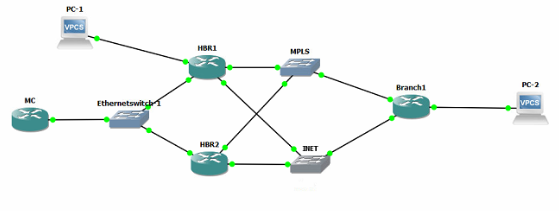 PC-1
VPCS
HBR1
MPLS
Branch1
PC-2
VPCS
MC
Ethernetswitch-1
HBR2
INET